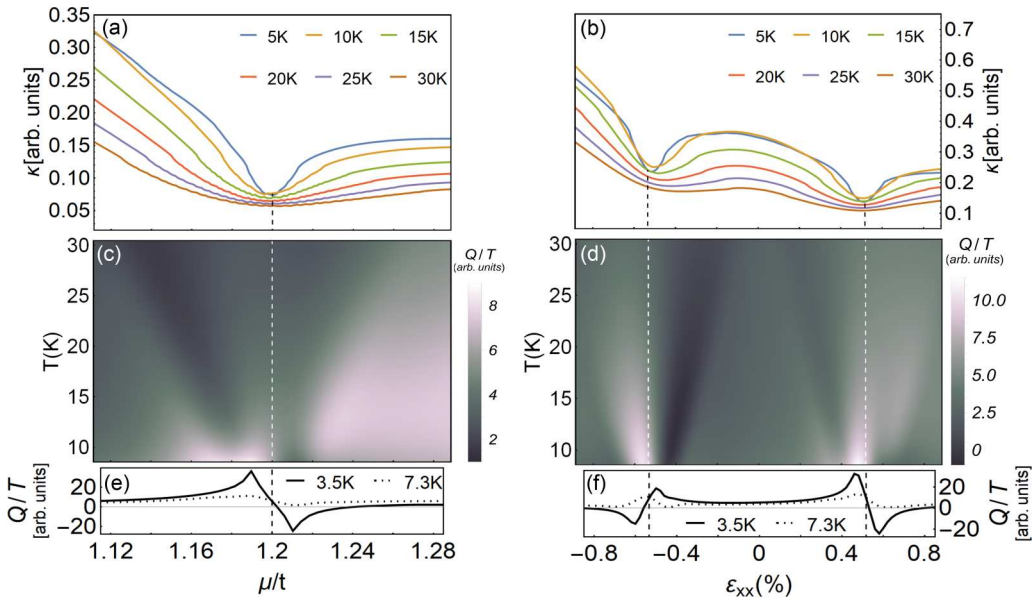 (a)
5K 10K 15K
20K 25K 30K
κ[arb. units]
0.35
0.30
0.25
0.20
0.15
0.10
0.05
(b)
5K 10K 15K
20K 25K 30K
κ[arb. units]
0.7
0.6
0.5
0.4
0.3
0.2
0.1
(c)
T(K)
30
25
20
15
10
Q/T
(arb. units)
8
6
4
2
(d)
T(K)
30
25
20
15
10
Q/T
(arb. units)
10.0
7.5
5.0
2.5
0
(e)
3.5K 7.3K
Q/T
[arb. units]
20
0
−20
1.12 1.16 1.2 1.24 1.28
μ/t
(f)
3.5K 7.3K
Q/T
[arb. units]
20
0
−20
−0.8 −0.4 0 0.4 0.8
εxx(%)